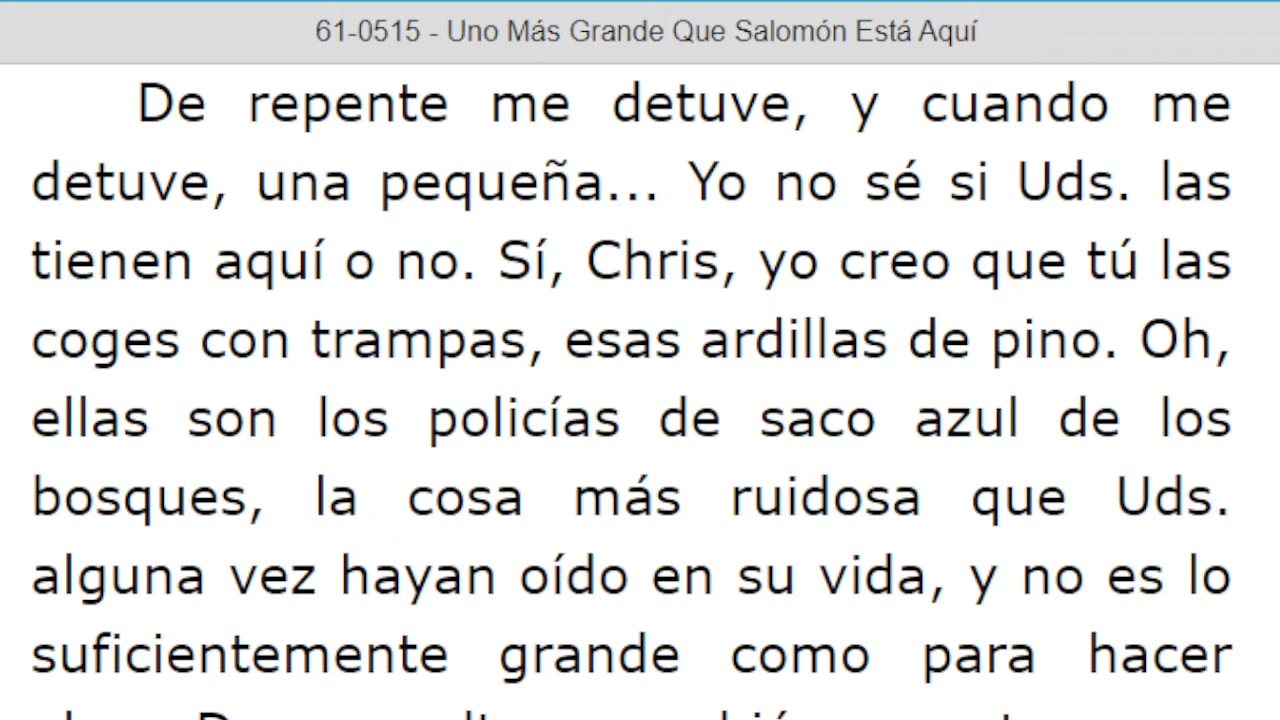 61-0515 - Uno Más Grande Que Salomón Está Aquí
De repente me detuve, y cuando me
detuve, una pequeña... Yo no sé si Uds. las
tienen aquí o no. Sí, Chris, yo creo que tú las
coges con trampas, esas ardillas de pino. Oh,
ellas son los policías de saco azul de los
bosques, la cosa más ruidosa que Uds.
alguna vez hayan oído en su vida, y no es lo
suficientemente grande como para hacer